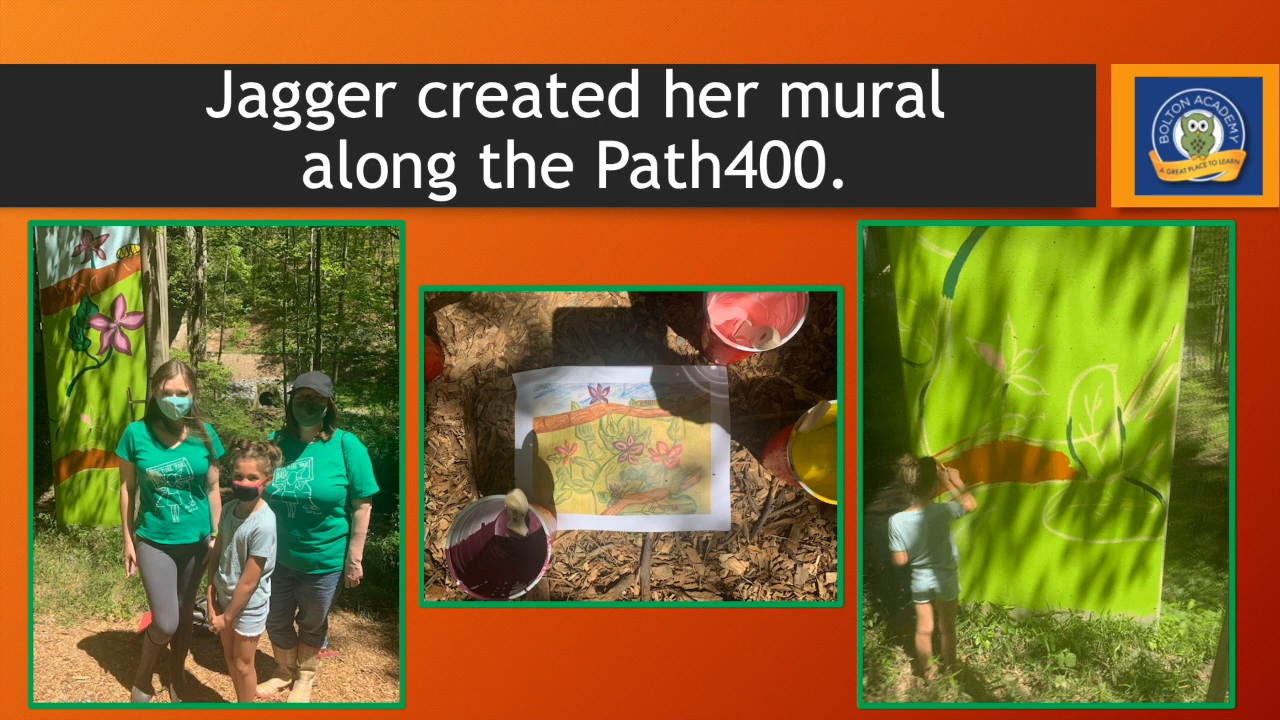 Jagger created her mural
along the Path400.
BOLTON ACADEMY
A GREAT PLACE TO LEARN